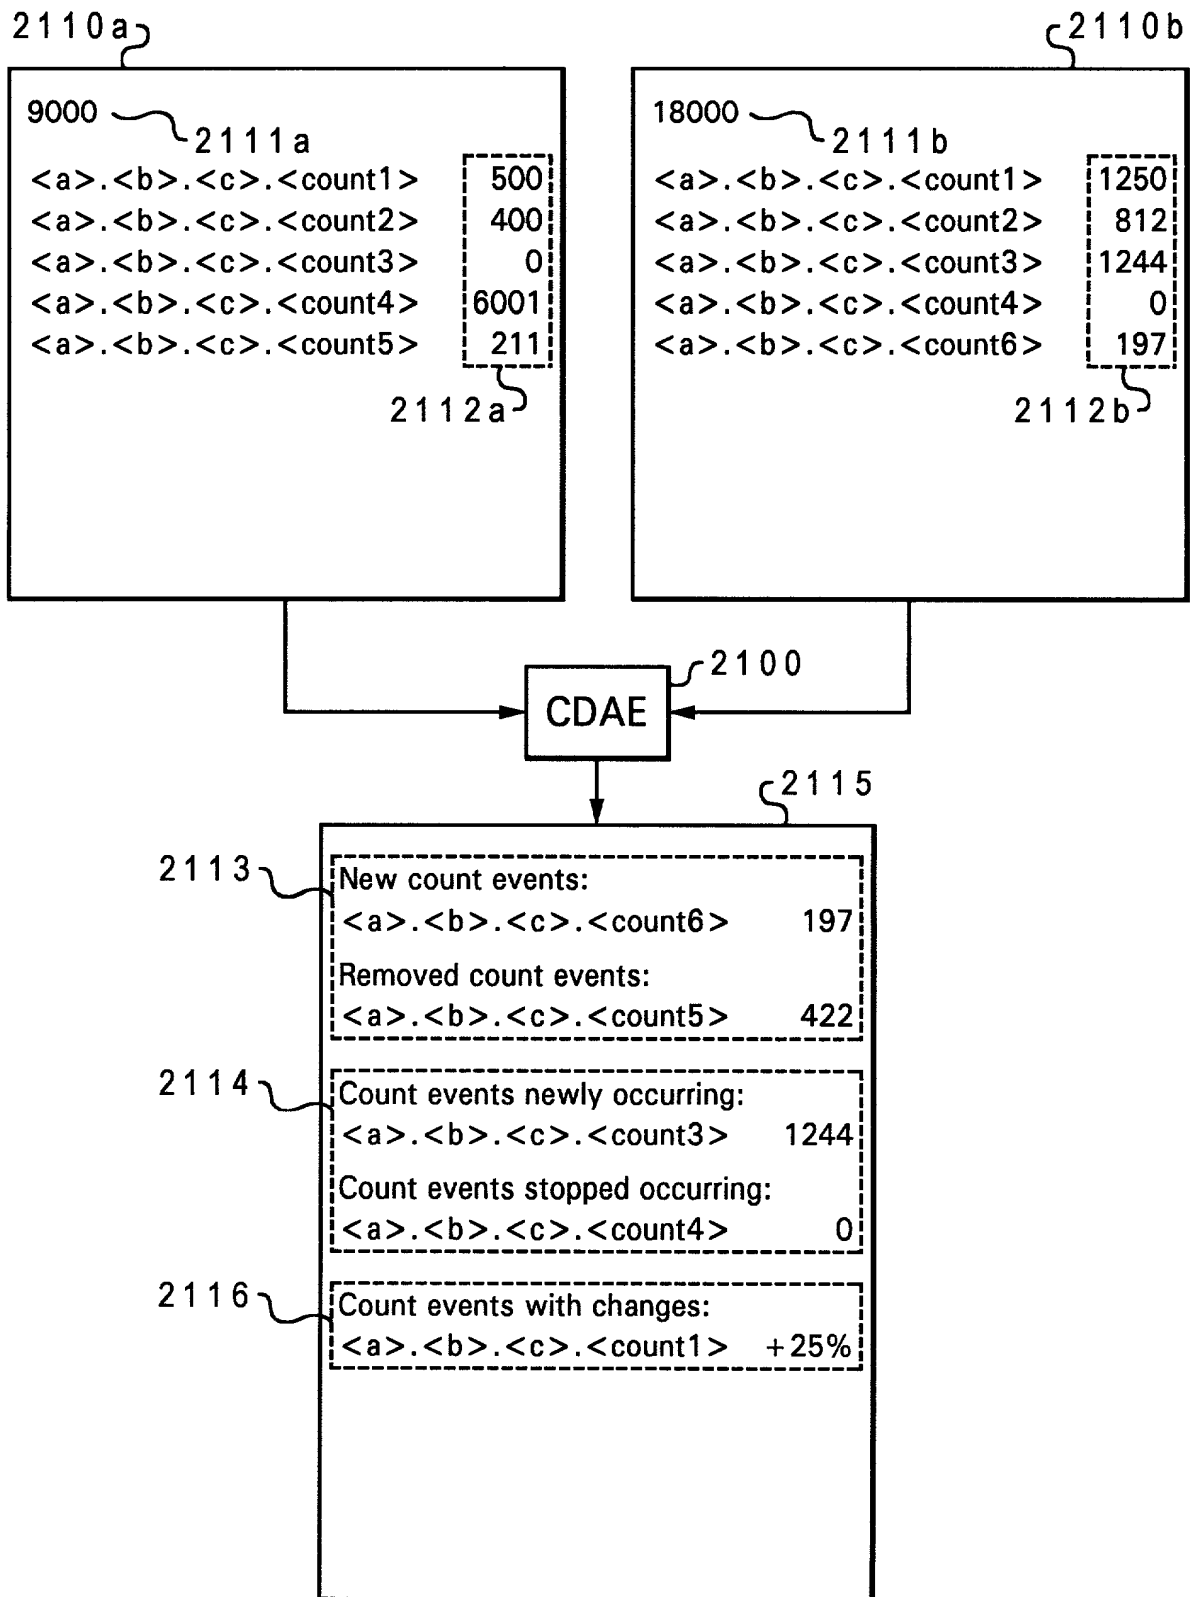 2110a
2110b
9000
2111a
<a>.<b>.<c>.<count1> 500
<a>.<b>.<c>.<count2> 400
<a>.<b>.<c>.<count3> 0
<a>.<b>.<c>.<count4> 6001
<a>.<b>.<c>.<count5> 211
2112a
18000
2111b
<a>.<b>.<c>.<count1> 1250
<a>.<b>.<c>.<count2> 812
<a>.<b>.<c>.<count3> 1244
<a>.<b>.<c>.<count4> 0
<a>.<b>.<c>.<count6> 197
2112b
2100
CDAE
2115
2113
New count events:
<a>.<b>.<c>.<count6> 197
Removed count events:
<a>.<b>.<c>.<count5> 422
2114
Count events newly occurring:
<a>.<b>.<c>.<count3> 1244
Count events stopped occurring:
<a>.<b>.<c>.<count4> 0
2116
Count events with changes:
<a>.<b>.<c>.<count1> +25%